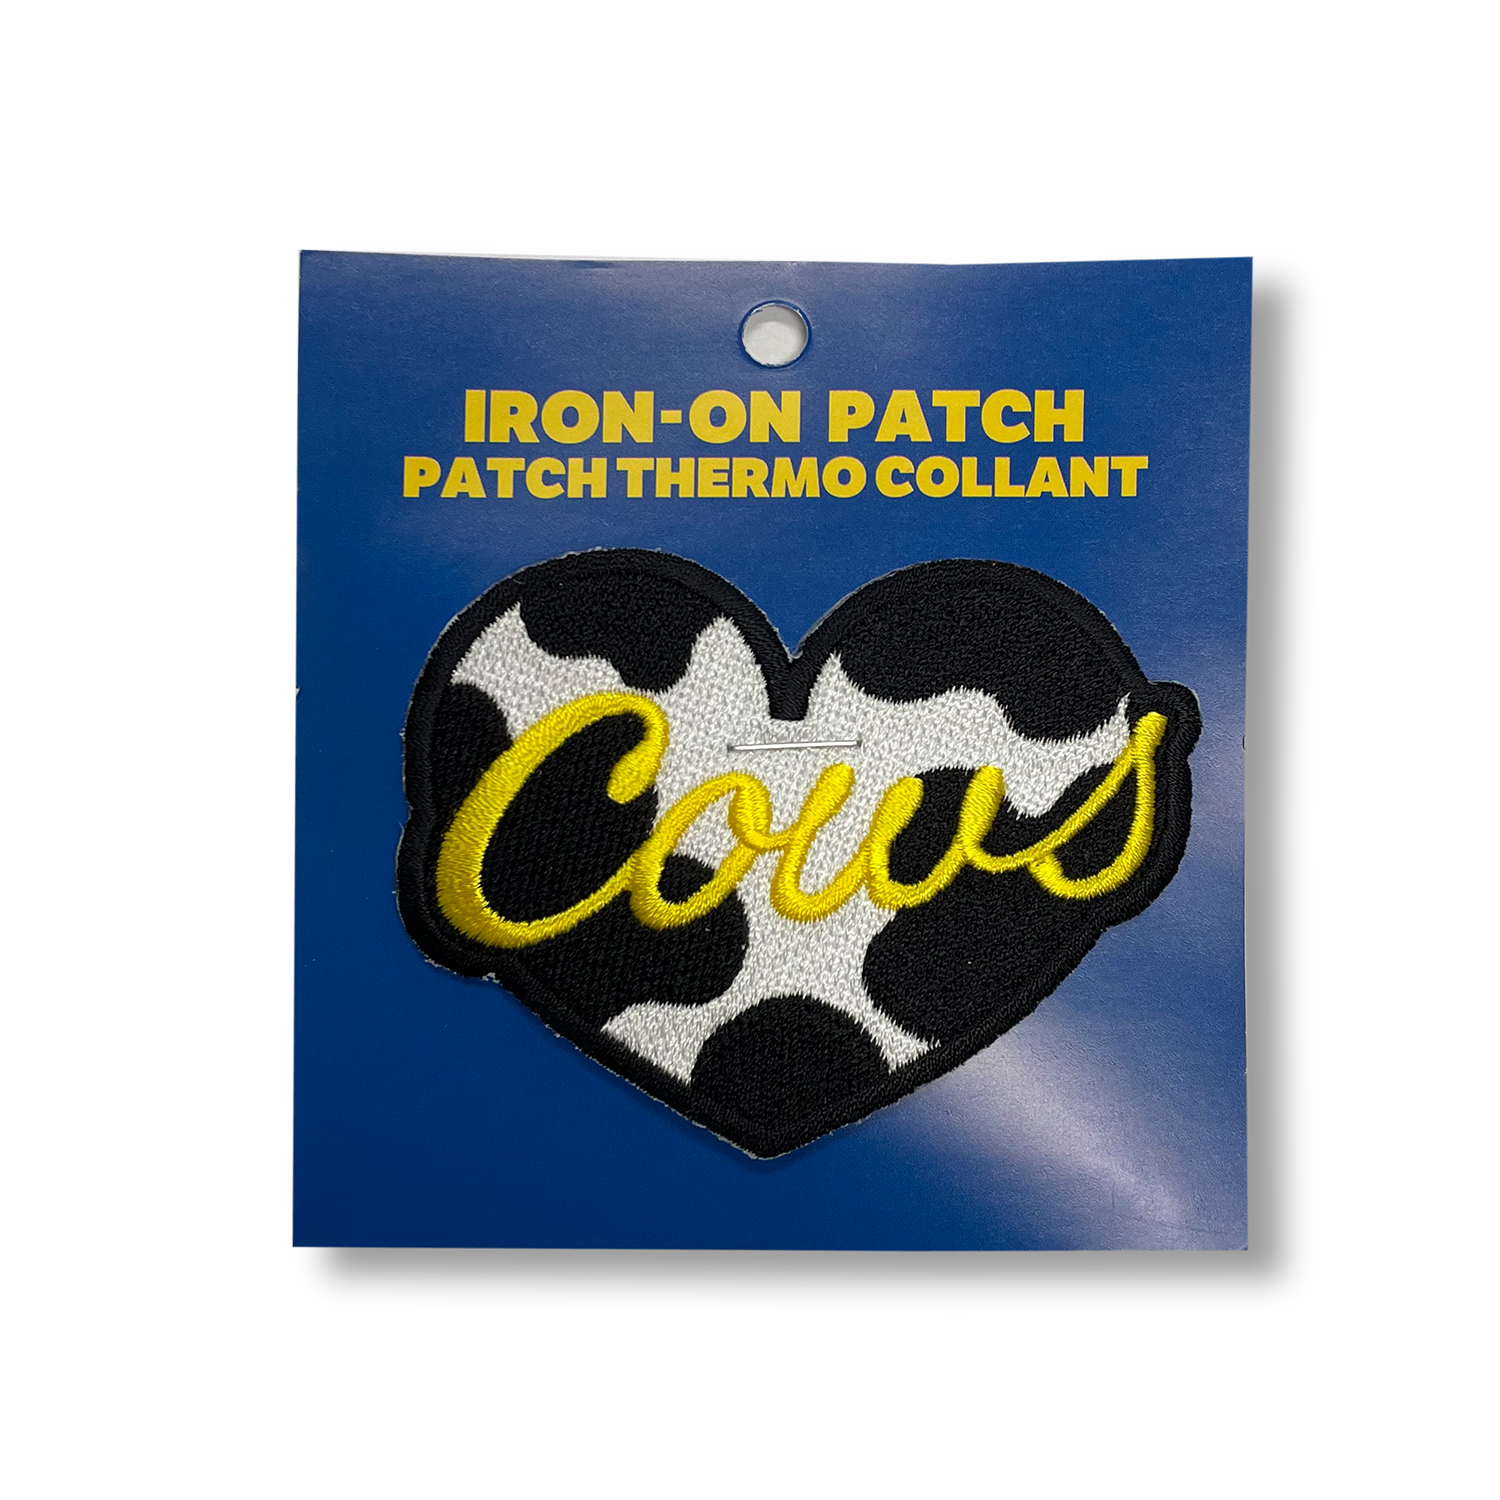 IRON-ON PATCH
PATCH THERMO COLLANT
Cows